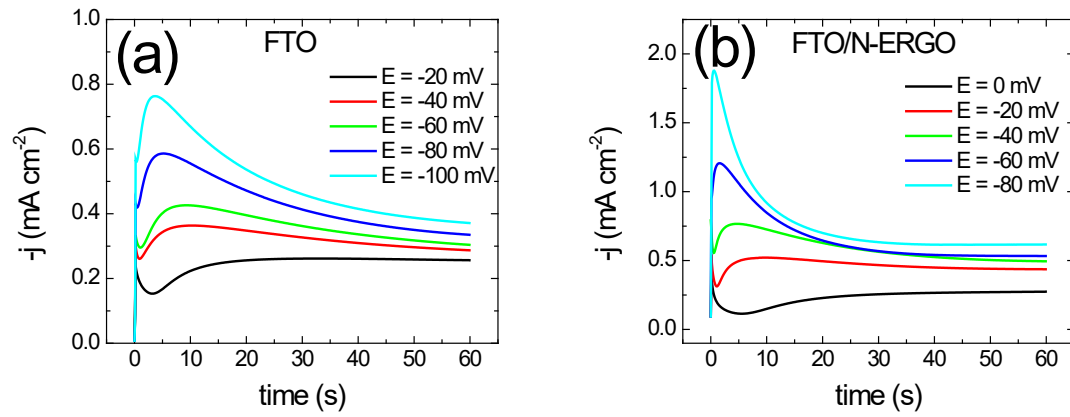 (a)
FTO
E = -20 mV
E = -40 mV
E = -60 mV
E = -80 mV
E = -100 mV
1.0
0.8
0.6
0.4
0.2
0.0
-j (mA cm-2)
0 10 20 30 40 50 60
time (s)
(b)
FTO/N-ERGO
E = 0 mV
E = -20 mV
E = -40 mV
E = -60 mV
E = -80 mV
2.0
1.5
1.0
0.5
0.0
-j (mA cm-2)
0 10 20 30 40 50 60
time (s)